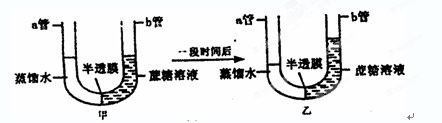 a管 b管 一段时间后 a管 b管
半透膜 半透膜
蒸馏水 蔗糖溶液 蒸馏水 蔗糖溶液
甲 乙